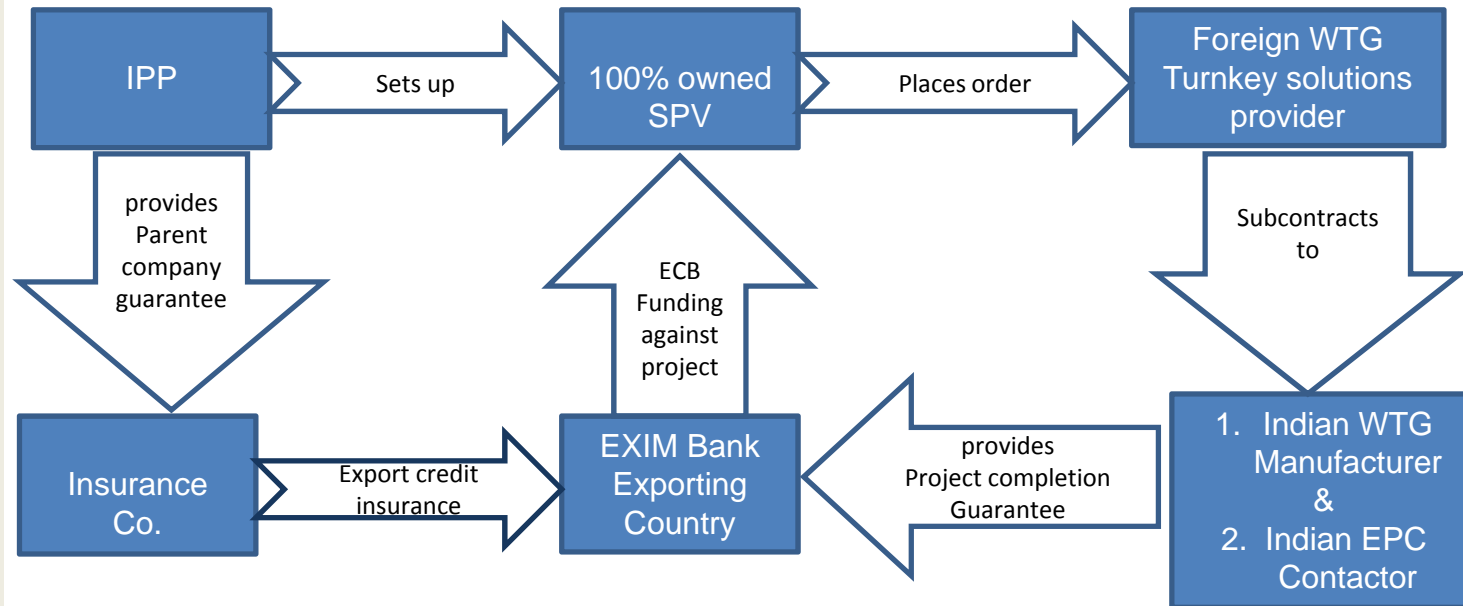 IPP
Sets up
100% owned
SPV
Places order
Foreign WTG
Turnkey solutions
provider
provides
Parent
company
guarantee
ECB
Funding
against
project
Subcontracts
to
Insurance
Co.
Export credit
insurance
EXIM Bank
Exporting
Country
provides
Project completion
Guarantee
1. Indian WTG
Manufacturer
&
2. Indian EPC
Contactor